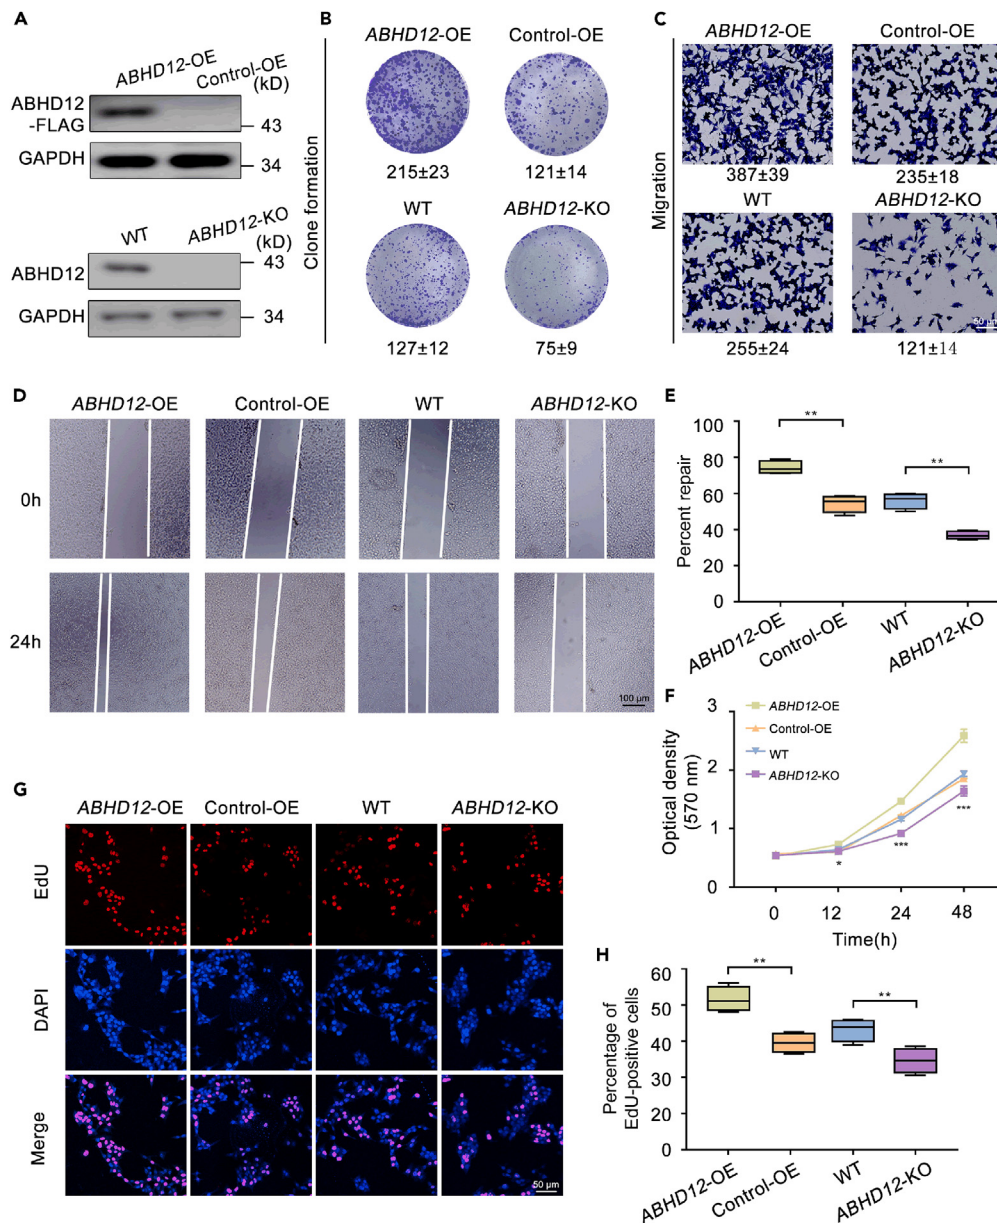 A
ABHD12-OE
Control-OE
(kD)
ABHD12
-FLAG
43
GAPDH
34
WT
ABHD12-KO
(kD)
ABHD12
43
GAPDH
34
B
Clone formation
ABHD12-OE
Control-OE
215±23
121±14
WT
ABHD12-KO
127±12
75±9
C
Migration
ABHD12-OE
Control-OE
387±39
235±18
WT
ABHD12-KO
50 μm
255±24
121±14
D
ABHD12-OE
Control-OE
WT
ABHD12-KO
0h
24h
100 μm
E
Percent repair
100
80
60
40
20
0
**
**
ABHD12-OE
Control-OE
WT
ABHD12-KO
F
Optical density
(570 nm)
3
2
1
0
ABHD12-OE
Control-OE
WT
ABHD12-KO
*
***
***
0
12
24
48
Time(h)
G
ABHD12-OE
Control-OE
WT
ABHD12-KO
EdU
DAPI
Merge
50 μm
H
Percentage of
EdU-positive cells
60
50
40
30
20
10
0
**
**
ABHD12-OE
Control-OE
WT
ABHD12-KO